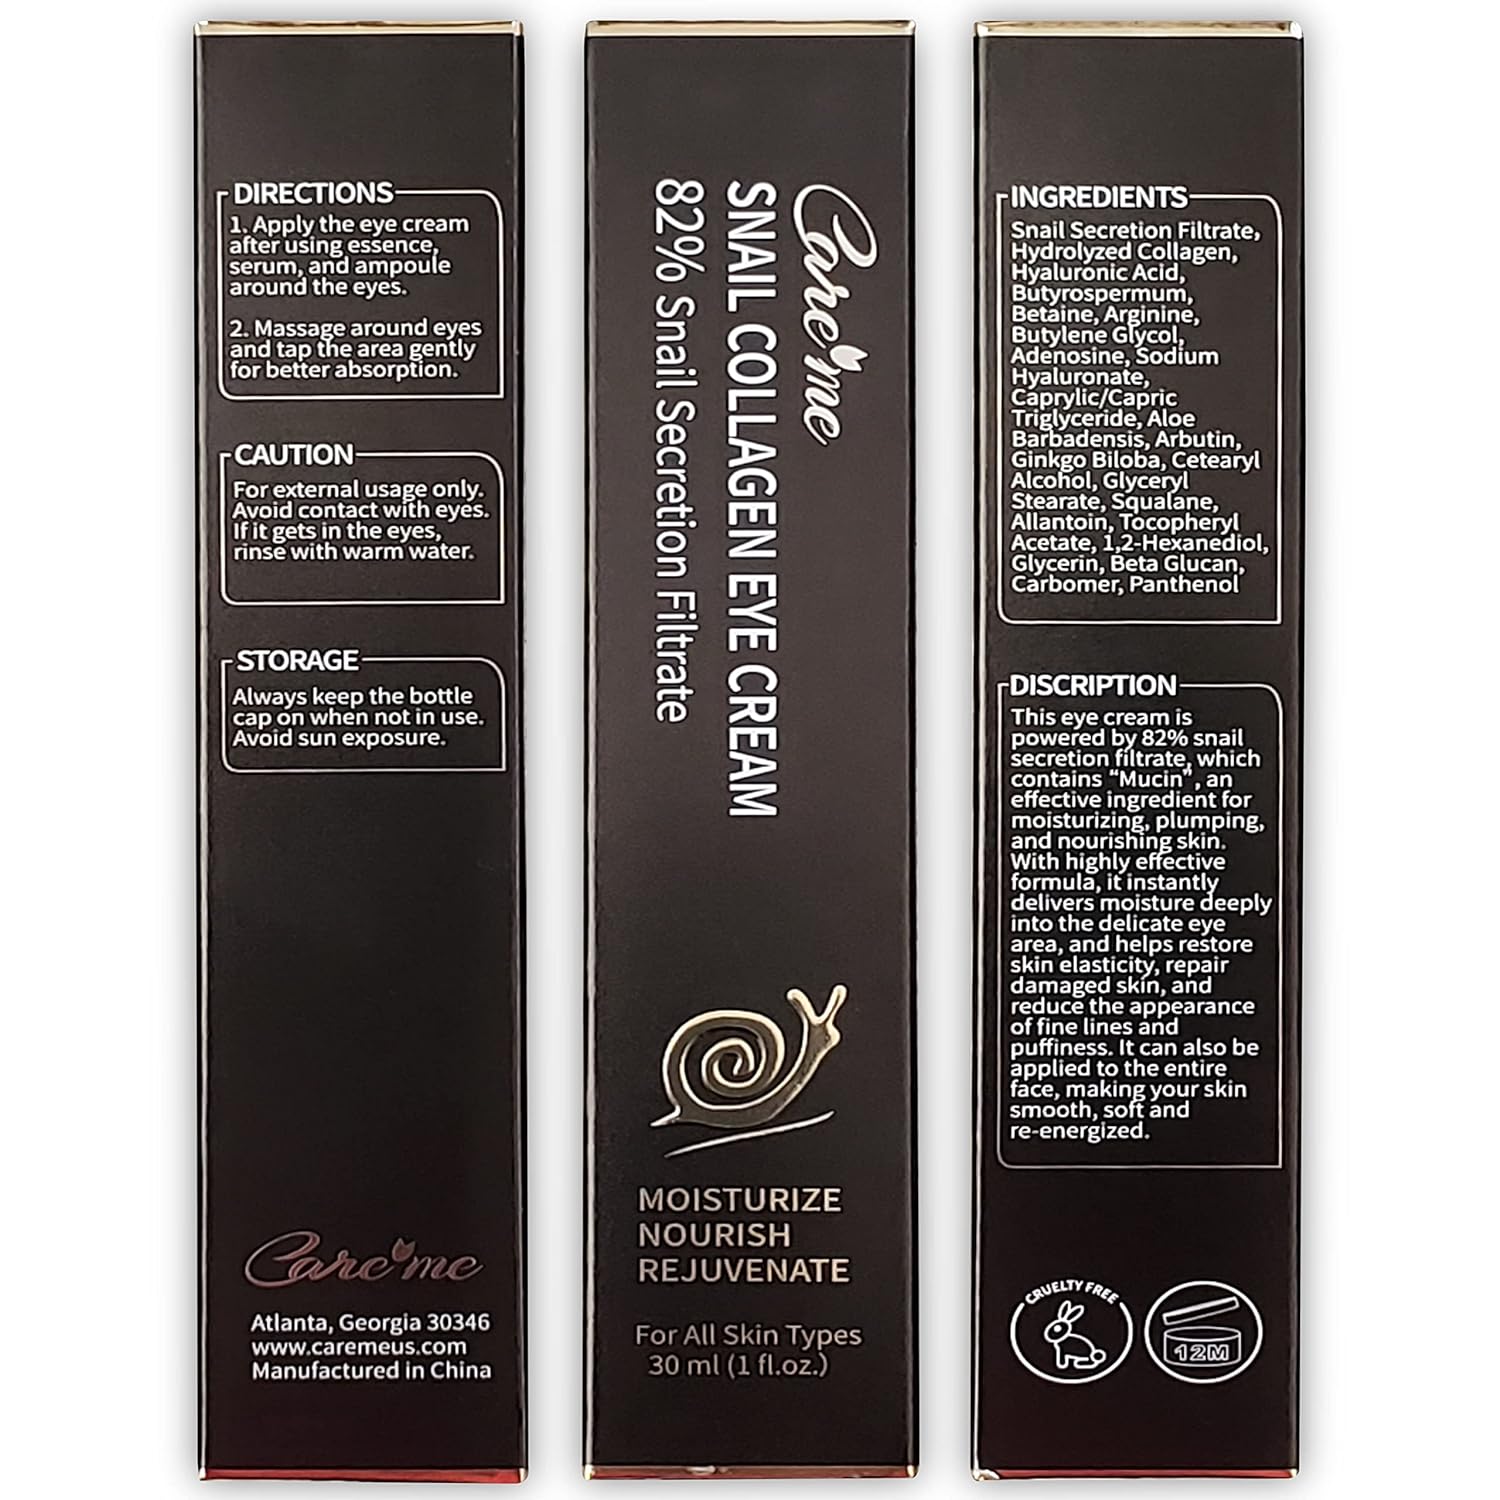 DIRECTIONS
1. Apply the eye cream
after using essence,
serum, and ampoule
around the eyes.
2. Massage around eyes
and tap the area gently
for better absorption.
CAUTION
For external usage only.
Avoid contact with eyes.
If it gets in the eyes,
rinse with warm water.
STORAGE
Always keep the bottle
cap on when not in use.
Avoid sun exposure.
Care me
Atlanta, Georgia 30346
www.caremeus.com
Manufactured in China
Care me
SNAIL COLLAGEN EYE CREAM
82% Snail Secretion Filtrate
MOISTURIZE
NOURISH
REJUVENATE
For All Skin Types
30 ml (1 fl.oz.)
INGREDIENTS
Snail Secretion Filtrate,
Hydrolyzed Collagen,
Hyaluronic Acid,
Butyrospermum,
Betaine, Arginine,
Butylene Glycol,
Adenosine, Sodium
Hyaluronate,
Caprylic/Capric
Triglyceride, Aloe
Barbadensis, Arbutin,
Ginkgo Biloba, Cetearyl
Alcohol, Glyceryl
Stearate, Squalane,
Allantoin, Tocopheryl
Acetate, 1,2-Hexanediol,
Glycerin, Beta Glucan,
Carbomer, Panthenol
DISCRIPTION
This eye cream is
powered by 82% snail
secretion filtrate, which
contains “Mucin”, an
effective ingredient for
moisturizing, plumping,
and nourishing skin.
With highly effective
formula, it instantly
delivers moisture deeply
into the delicate eye
area, and helps restore
skin elasticity, repair
damaged skin, and
reduce the appearance
of fine lines and
puffiness. It can also be
applied to the entire
face, making your skin
smooth, soft and
re-energized.
CRUELTY FREE
12M